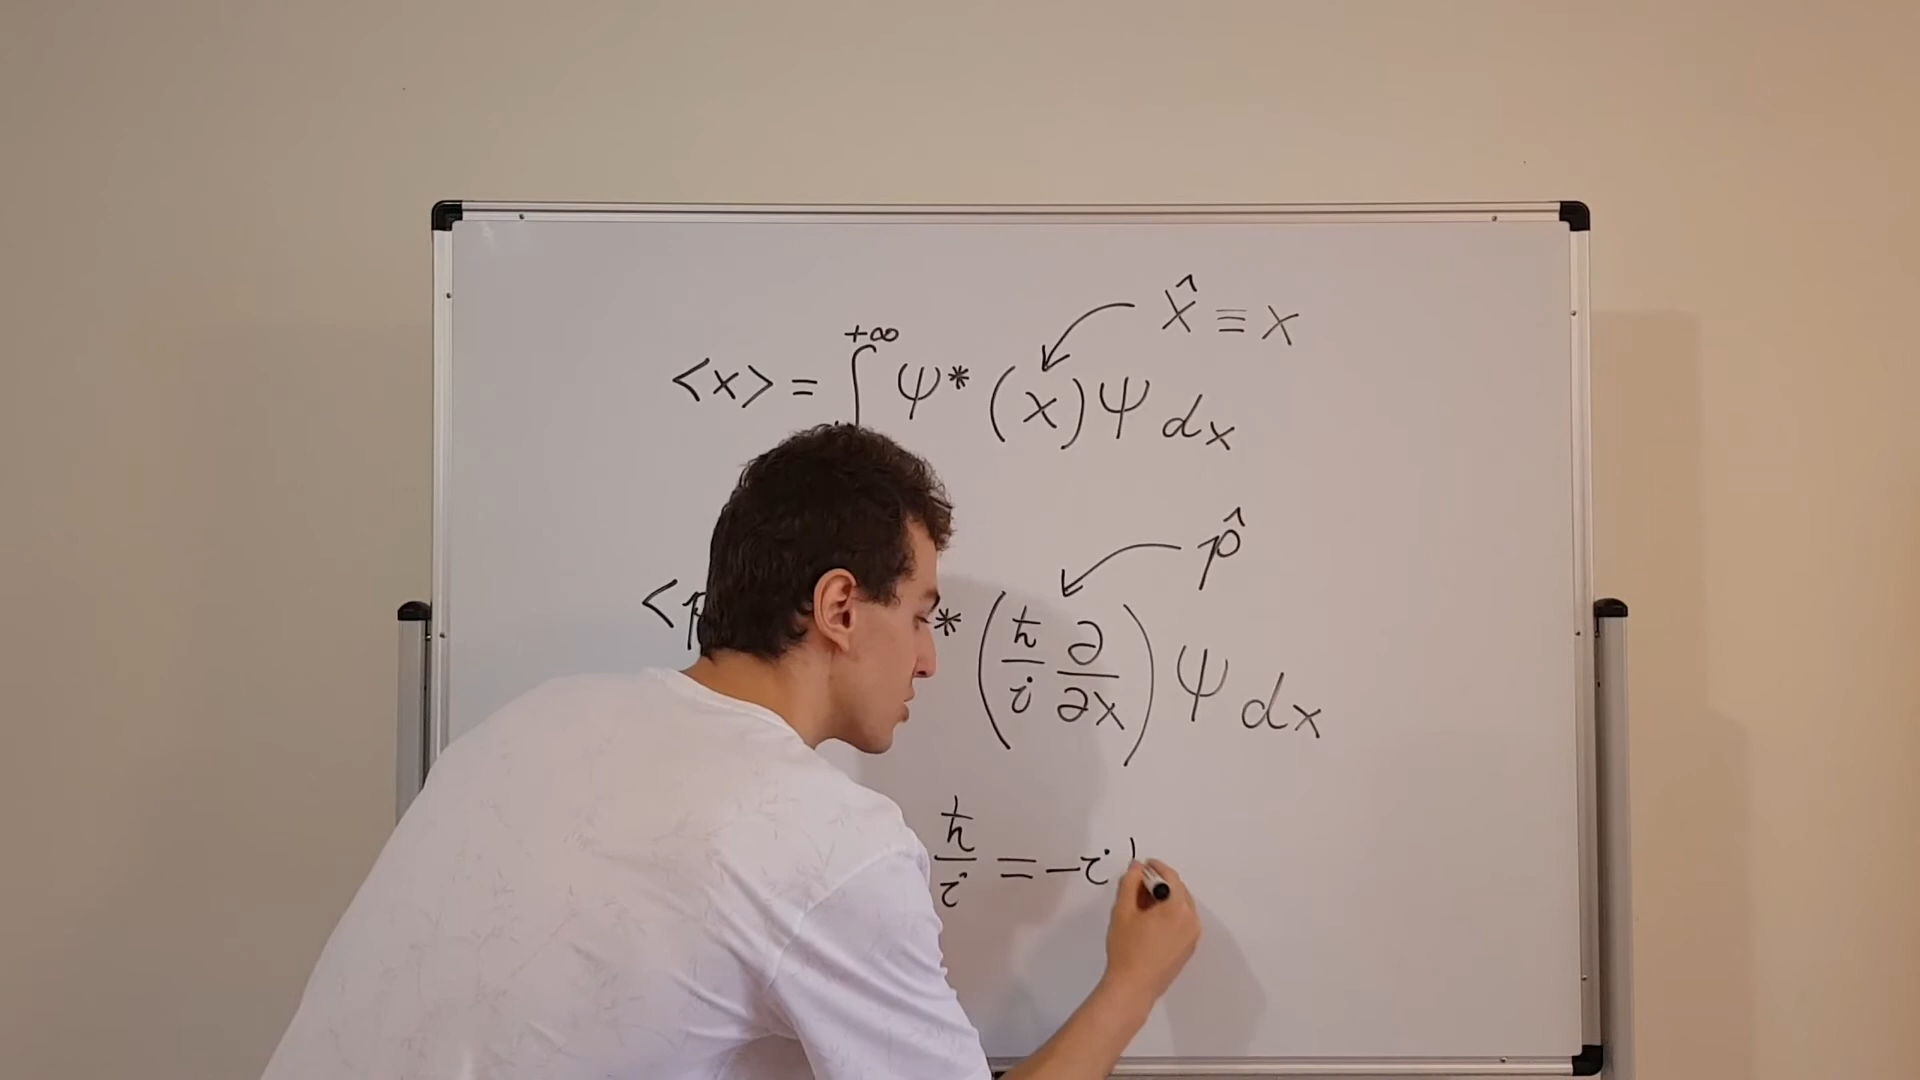 x̂ ≡ x
+∞
<x> = ∫ Ψ* (x) Ψ dx
p̂
<p * (ħ/i ∂/∂x) Ψ dx
ħ/i = -i